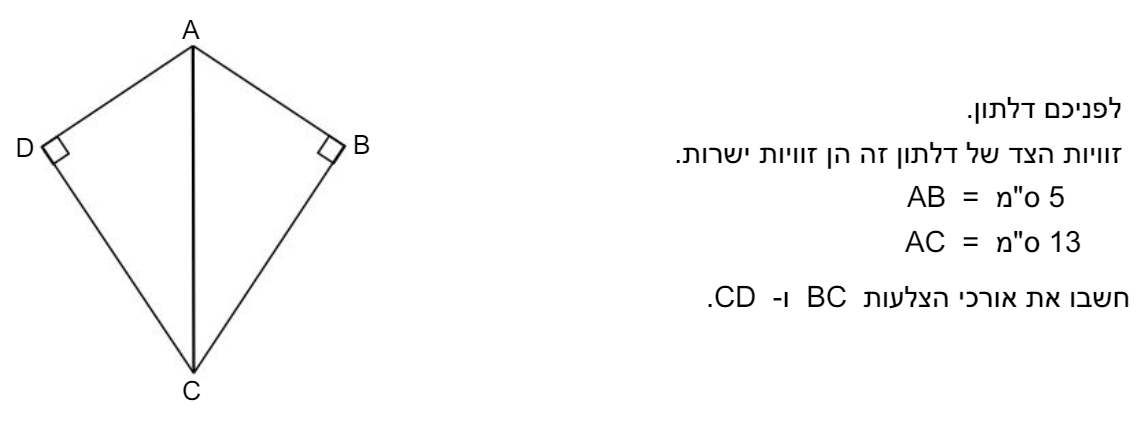 A
D
B
C
לפניכם דלתון.
זוויות הצד של דלתון זה הן זוויות ישרות.
AB = 5 ס"מ
AC = 13 ס"מ
חשבו את אורכי הצלעות BC ו- CD.